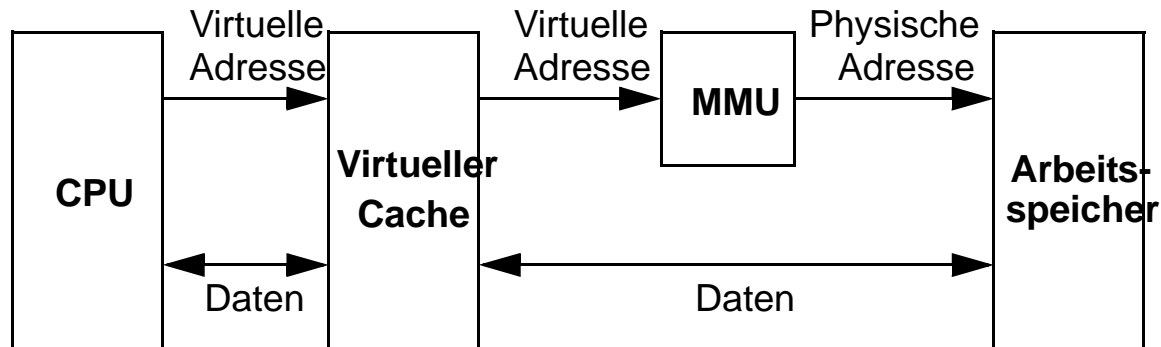 Virtuelle
Adresse
Virtuelle
Adresse
Physische
Adresse
CPU
Virtueller
Cache
MMU
Arbeits-
speicher
Daten
Daten